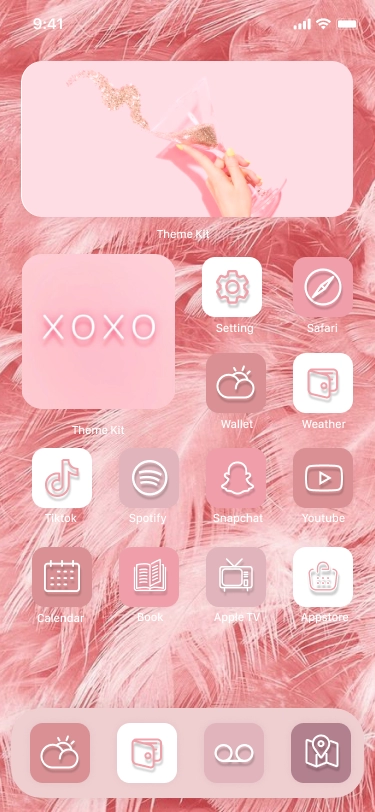 9:41
Theme Kit
XOXO
Setting
Safari
Wallet
Weather
Theme Kit
Tiktok
Spotify
Snapchat
Youtube
Calendar
Book
Apple TV
Appstore